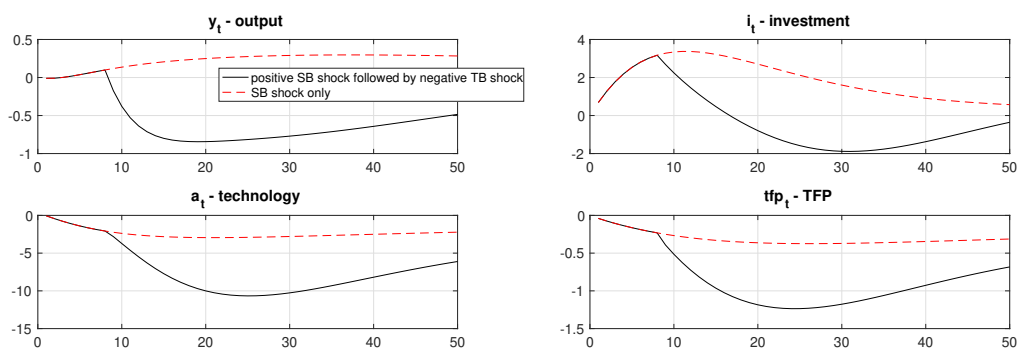 y_t - output
0.5
0
-0.5
-1
0 10 20 30 40 50
positive SB shock followed by negative TB shock
SB shock only
i_t - investment
4
2
0
-2
0 10 20 30 40 50
a_t - technology
0
-5
-10
-15
0 10 20 30 40 50
tfp_t - TFP
0
-0.5
-1
-1.5
0 10 20 30 40 50